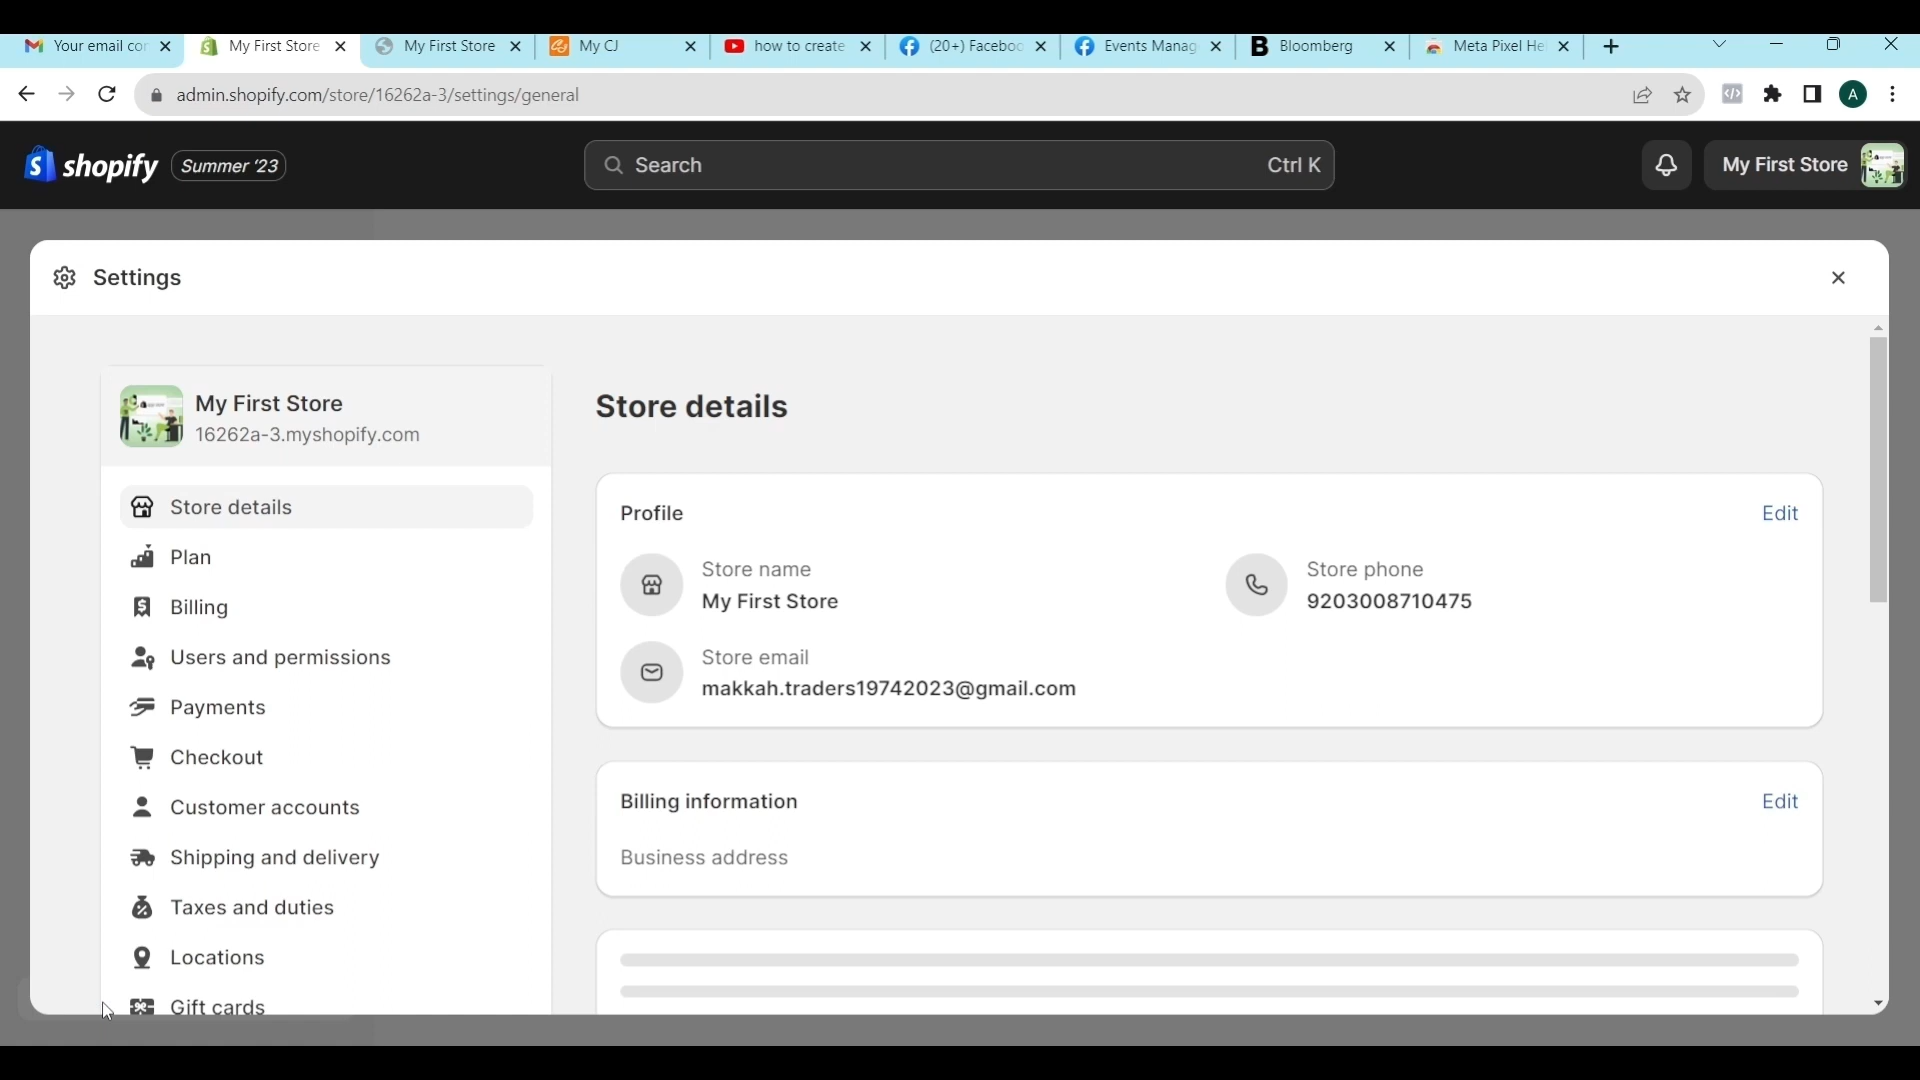 Your email cor
My First Store
My First Store
My CJ
how to create
(20+) Faceboo
Events Manag
Bloomberg
Meta Pixel He
admin.shopify.com/store/16262a-3/settings/general
A
shopify
Summer '23
Search
Ctrl K
My First Store
Settings
My First Store
16262a-3.myshopify.com
Store details
Plan
Billing
Users and permissions
Payments
Checkout
Customer accounts
Shipping and delivery
Taxes and duties
Locations
Gift cards
Store details
Profile
Edit
Store name
My First Store
Store phone
9203008710475
Store email
makkah.traders19742023@gmail.com
Billing information
Edit
Business address